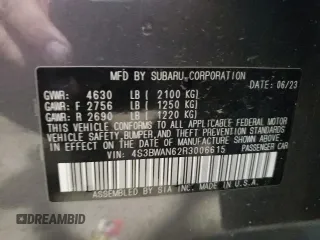 MFD BY SUBARU CORPORATION
DATE: 06/23
GVWR: 4630 LB ( 2100 KG)
GAWR: F 2756 LB ( 1250 KG)
GAWR: R 2690 LB ( 1220 KG)
THIS VEHICLE CONFORMS TO ALL APPLICABLE FEDERAL MOTOR
VEHICLE SAFETY, BUMPER, AND THEFT PREVENTION STANDARDS
IN EFFECT ON THE DATE OF MANUFACTURE SHOWN ABOVE.
VIN: 4S3BWAN62R3006615
PASSENGER CAR
ASSEMBLED BY SIA IN U.S.A.
DREAMBID